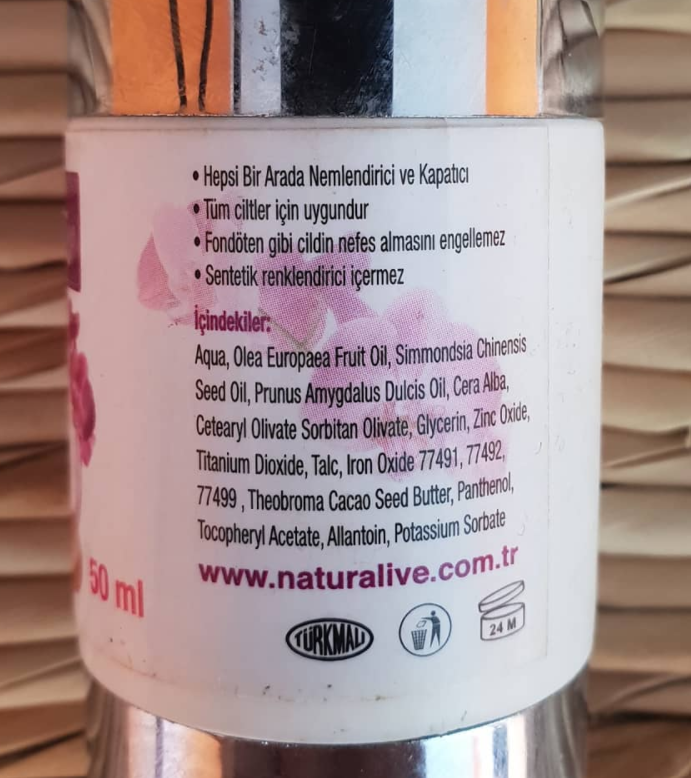 • Hepsi Bir Arada Nemlendirici ve Kapatıcı
• Tüm ciltler için uygundur
• Fondöten gibi cildin nefes almasını engellemez
• Sentetik renklendirici içermez
İçindekiler:
Aqua, Olea Europaea Fruit Oil, Simmondsia Chinensis
Seed Oil, Prunus Amygdalus Dulcis Oil, Cera Alba,
Cetearyl Olivate Sorbitan Olivate, Glycerin, Zinc Oxide,
Titanium Dioxide, Talc, Iron Oxide 77491, 77492,
77499 , Theobroma Cacao Seed Butter, Panthenol,
Tocopheryl Acetate, Allantoin, Potassium Sorbate
www.naturalive.com.tr
50 ml
TÜRKMALI
24 M